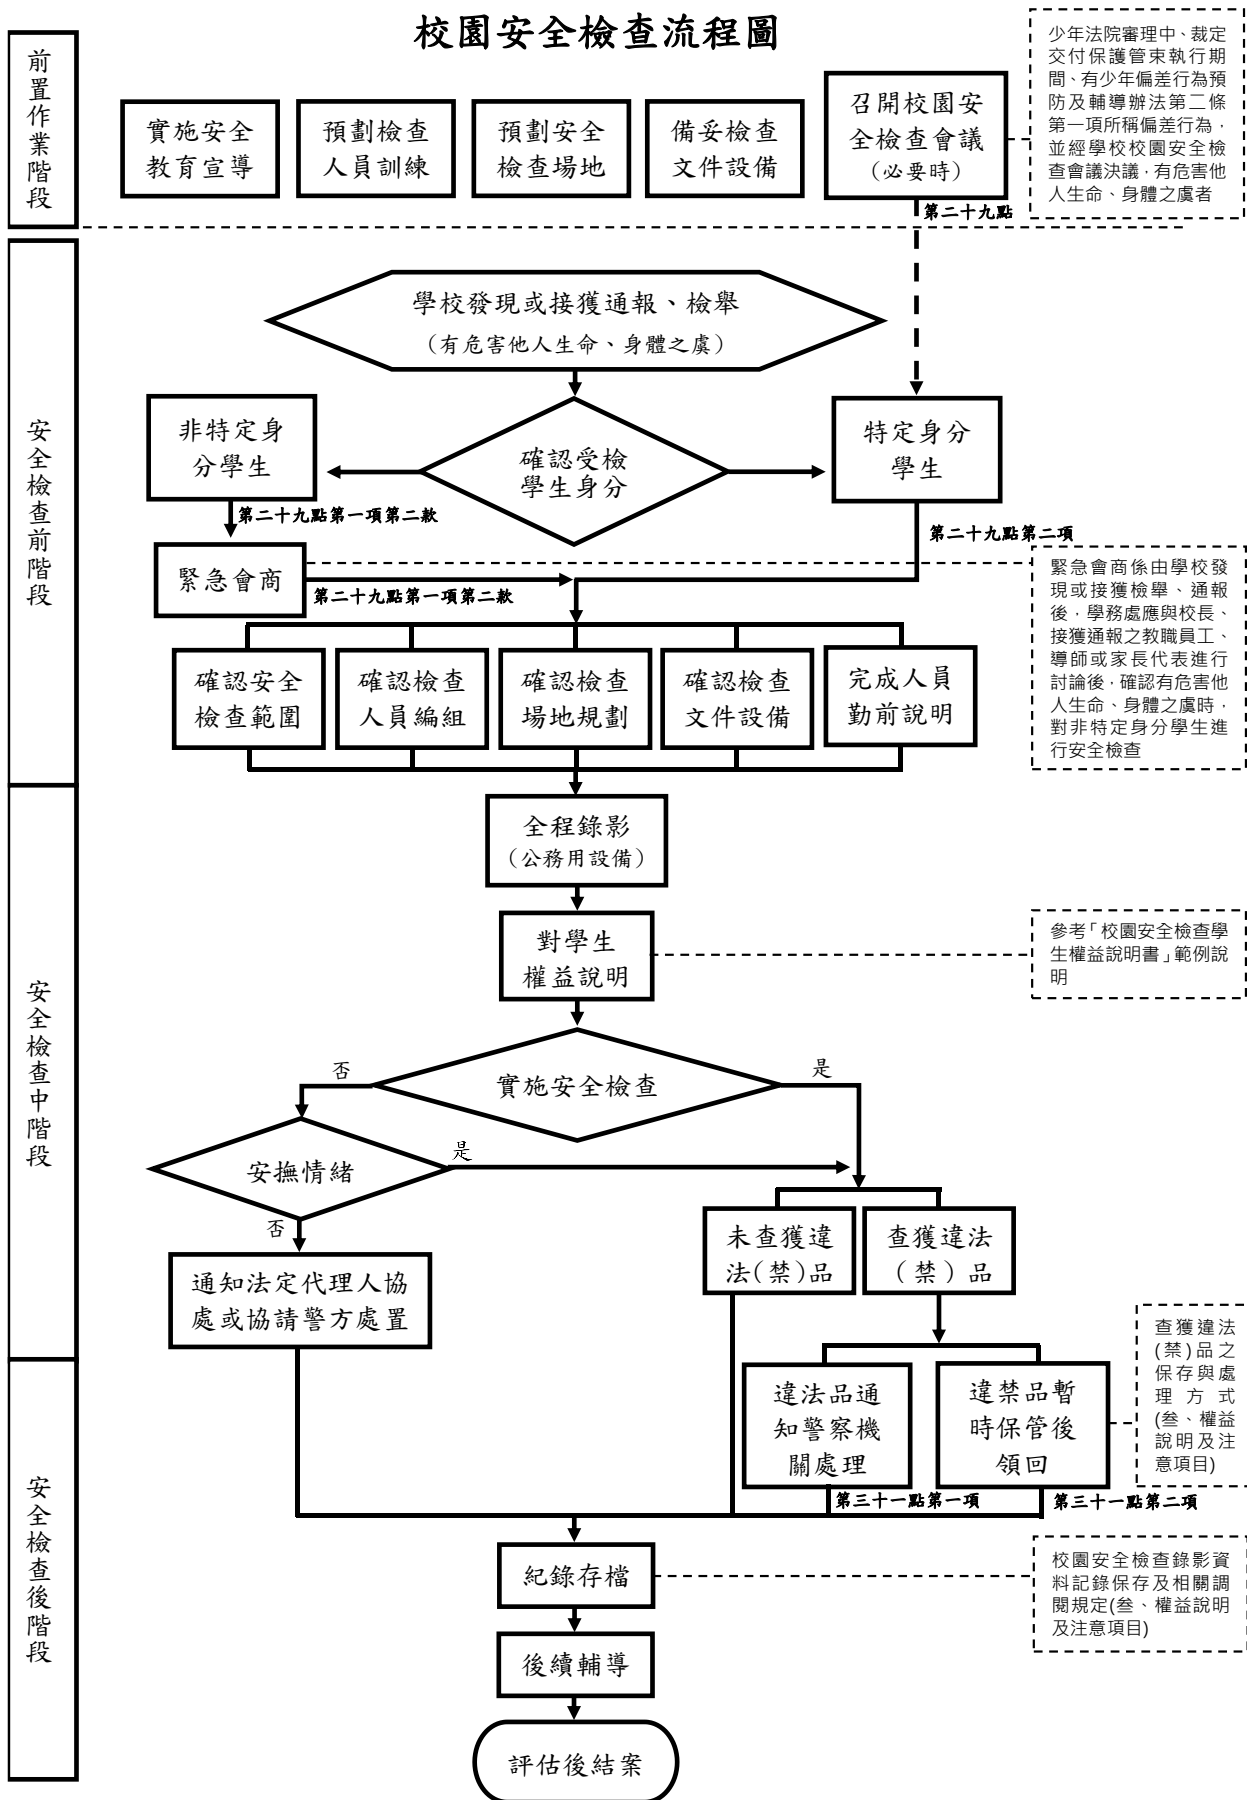 校園安全檢查流程圖
前置作業階段
實施安全
教育宣導
預劃檢查
人員訓練
預劃安全
檢查場地
備妥檢查
文件設備
召開校園安
全檢查會議
(必要時)
少年法院審理中、裁定
交付保護管束執行期
間、有少年偏差行為預
防及輔導辦法第二條
第一項所稱偏差行為，
並經學校校園安全檢
查會議決議，有危害他
人生命、身體之虞者
第二十九點
安全檢查前階段
學校發現或接獲通報、檢舉
（有危害他人生命、身體之虞）
非特定身
分學生
確認受檢
學生身分
特定身分
學生
第二十九點第一項第二款
第二十九點第二項
緊急會商
第二十九點第一項第二款
緊急會商係由學校發
現或接獲檢舉、通報
後，學務處應與校長、
接獲通報之教職員工、
導師或家長代表進行
討論後，確認有危害他
人生命、身體之虞時，
對非特定身分學生進
行安全檢查
確認安全
檢查範圍
確認檢查
人員編組
確認檢查
場地規劃
確認檢查
文件設備
完成人員
勤前說明
安全檢查中階段
全程錄影
（公務用設備）
對學生
權益說明
參考「校園安全檢查學
生權益說明書」範例說
明
否
實施安全檢查
是
安撫情緒
是
否
通知法定代理人協
處或協請警方處置
未查獲違
法(禁)品
查獲違法
（禁）品
安全檢查後階段
違法品通
知警察機
關處理
違禁品暫
時保管後
領回
查獲違法
(禁)品之
保存與處
理方式
(叁、權益
說明及注
意項目)
第三十一點第一項
第三十一點第二項
紀錄存檔
校園安全檢查錄影資
料記錄保存及相關調
閱規定(叁、權益說明
及注意項目)
後續輔導
評估後結案